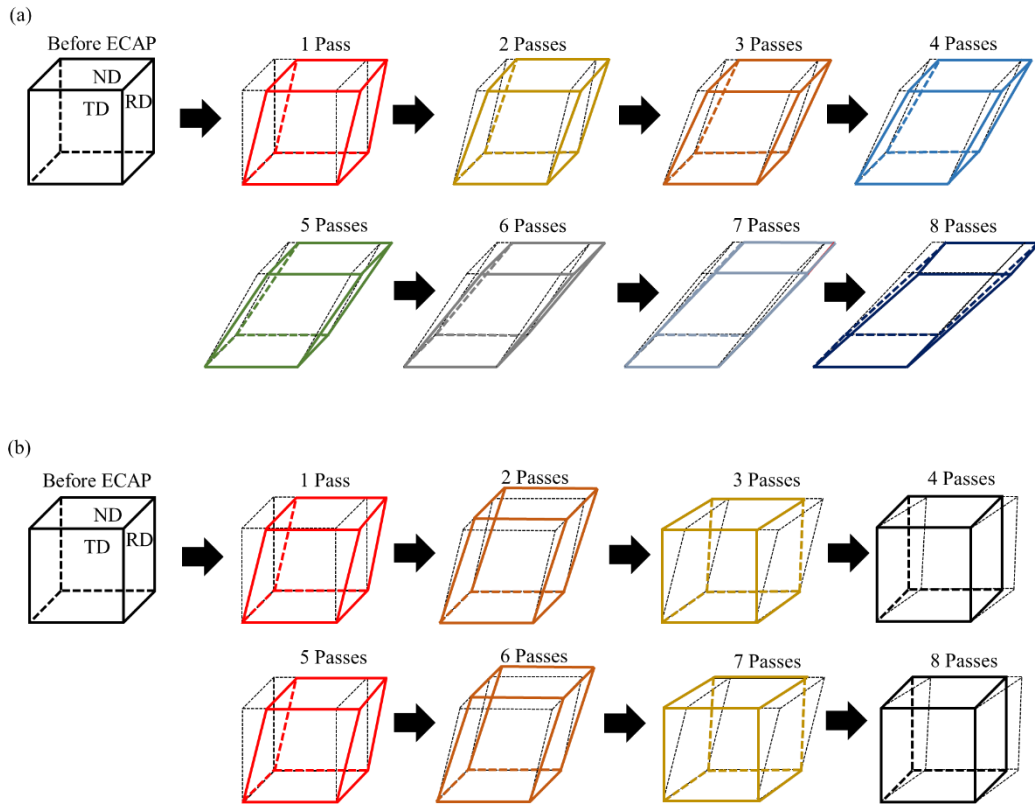 (a)
Before ECAP
1 Pass
2 Passes
3 Passes
4 Passes
ND
TD
RD
5 Passes
6 Passes
7 Passes
8 Passes
(b)
Before ECAP
1 Pass
2 Passes
3 Passes
4 Passes
ND
TD
RD
5 Passes
6 Passes
7 Passes
8 Passes